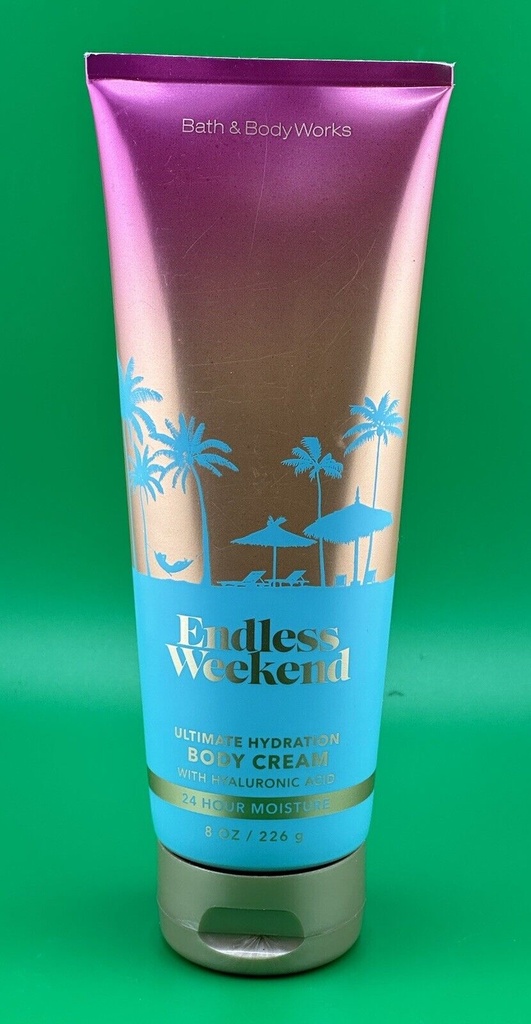 Bath & Body Works
Endless
Weekend
ULTIMATE HYDRATION
BODY CREAM
WITH HYALURONIC ACID
24 HOUR MOISTURE
8 OZ / 226 g